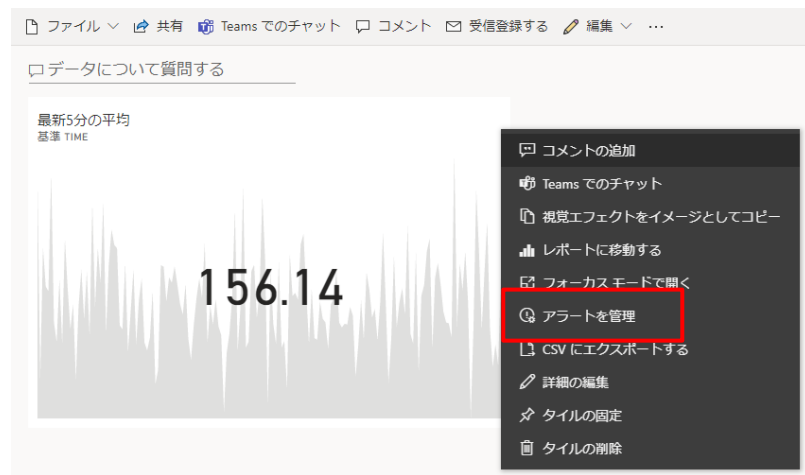 ファイル 共有 Teams でのチャット コメント 受信登録する 編集 …
データについて質問する
最新5分の平均
基準 TIME
156.14
コメントの追加
Teams でのチャット
視覚エフェクトをイメージとしてコピー
レポートに移動する
フォーカス モードで開く
アラートを管理
CSV にエクスポートする
詳細の編集
タイルの固定
タイルの削除